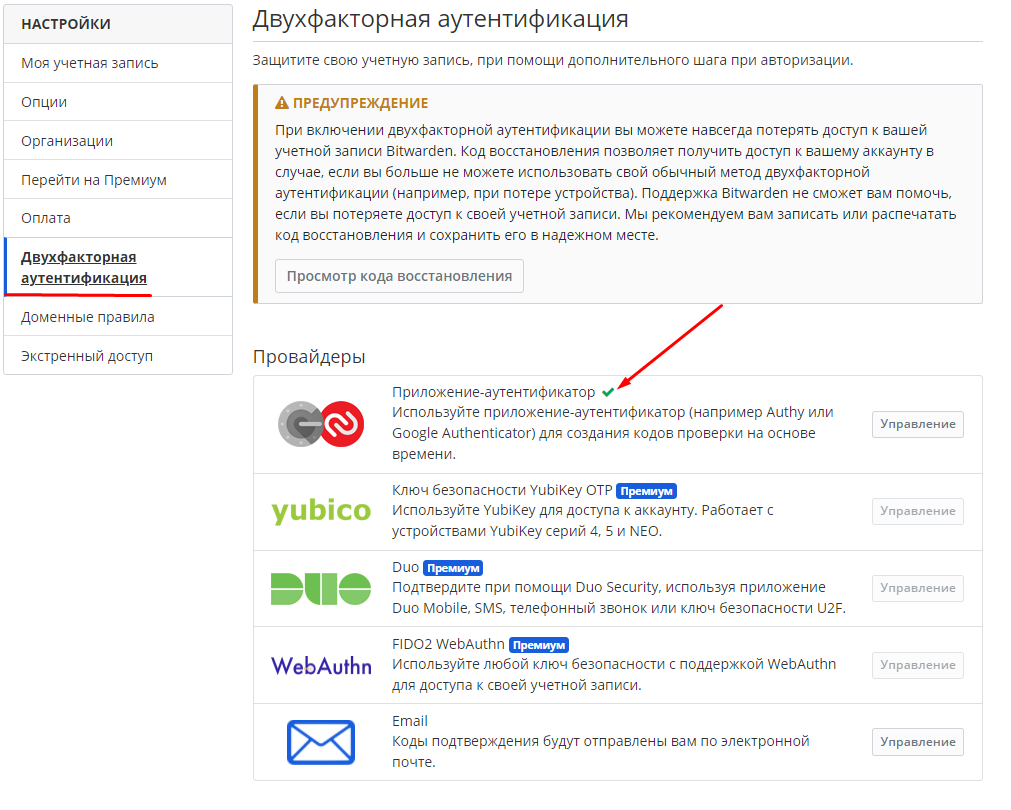 НАСТРОЙКИ
Моя учетная запись
Опции
Организации
Перейти на Премиум
Оплата
Двухфакторная
аутентификация
Доменные правила
Экстренный доступ
Двухфакторная аутентификация
Защитите свою учетную запись, при помощи дополнительного шага при авторизации.
ПРЕДУПРЕЖДЕНИЕ
При включении двухфакторной аутентификации вы можете навсегда потерять доступ к вашей
учетной записи Bitwarden. Код восстановления позволяет получить доступ к вашему аккаунту в
случае, если вы больше не можете использовать свой обычный метод двухфакторной
аутентификации (например, при потере устройства). Поддержка Bitwarden не сможет вам помочь,
если вы потеряете доступ к своей учетной записи. Мы рекомендуем вам записать или распечатать
код восстановления и сохранить его в надежном месте.
Просмотр кода восстановления
Провайдеры
Приложение-аутентификатор
Используйте приложение-аутентификатор (например Authy или
Google Authenticator) для создания кодов проверки на основе
времени.
Управление
yubico
Ключ безопасности YubiKey OTP Премиум
Используйте YubiKey для доступа к аккаунту. Работает с
устройствами YubiKey серий 4, 5 и NEO.
Управление
DUO
Duo Премиум
Подтвердите при помощи Duo Security, используя приложение
Duo Mobile, SMS, телефонный звонок или ключ безопасности U2F.
Управление
WebAuthn
FIDO2 WebAuthn Премиум
Используйте любой ключ безопасности с поддержкой WebAuthn
для доступа к своей учетной записи.
Управление
Email
Коды подтверждения будут отправлены вам по электронной
почте.
Управление